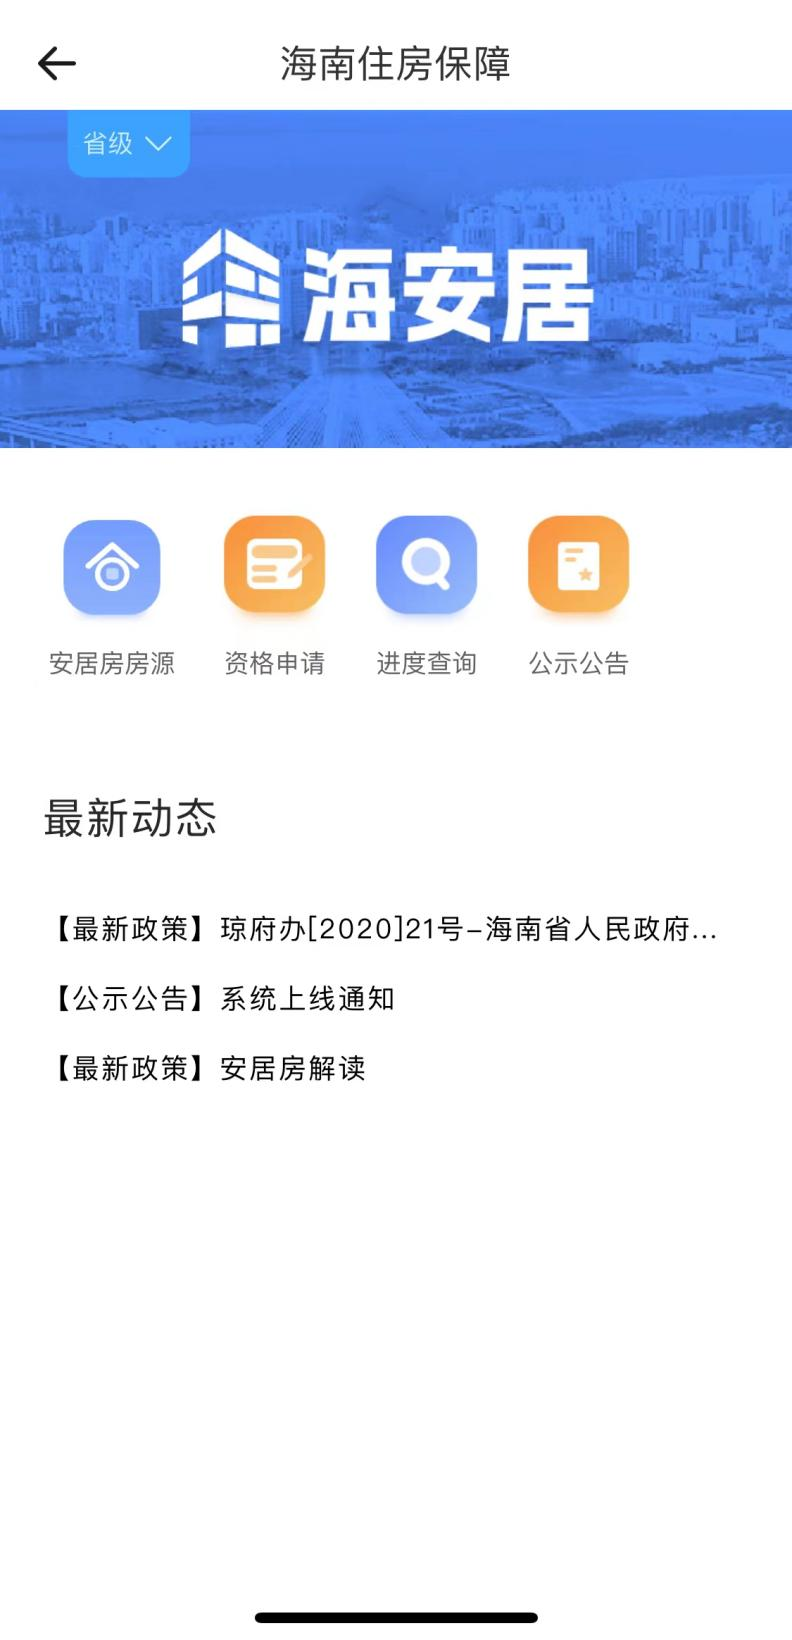 海南住房保障
省级
海安居
安居房房源
资格申请
进度查询
公示公告
最新动态
【最新政策】琼府办[2020]21号–海南省人民政府...
【公示公告】系统上线通知
【最新政策】安居房解读